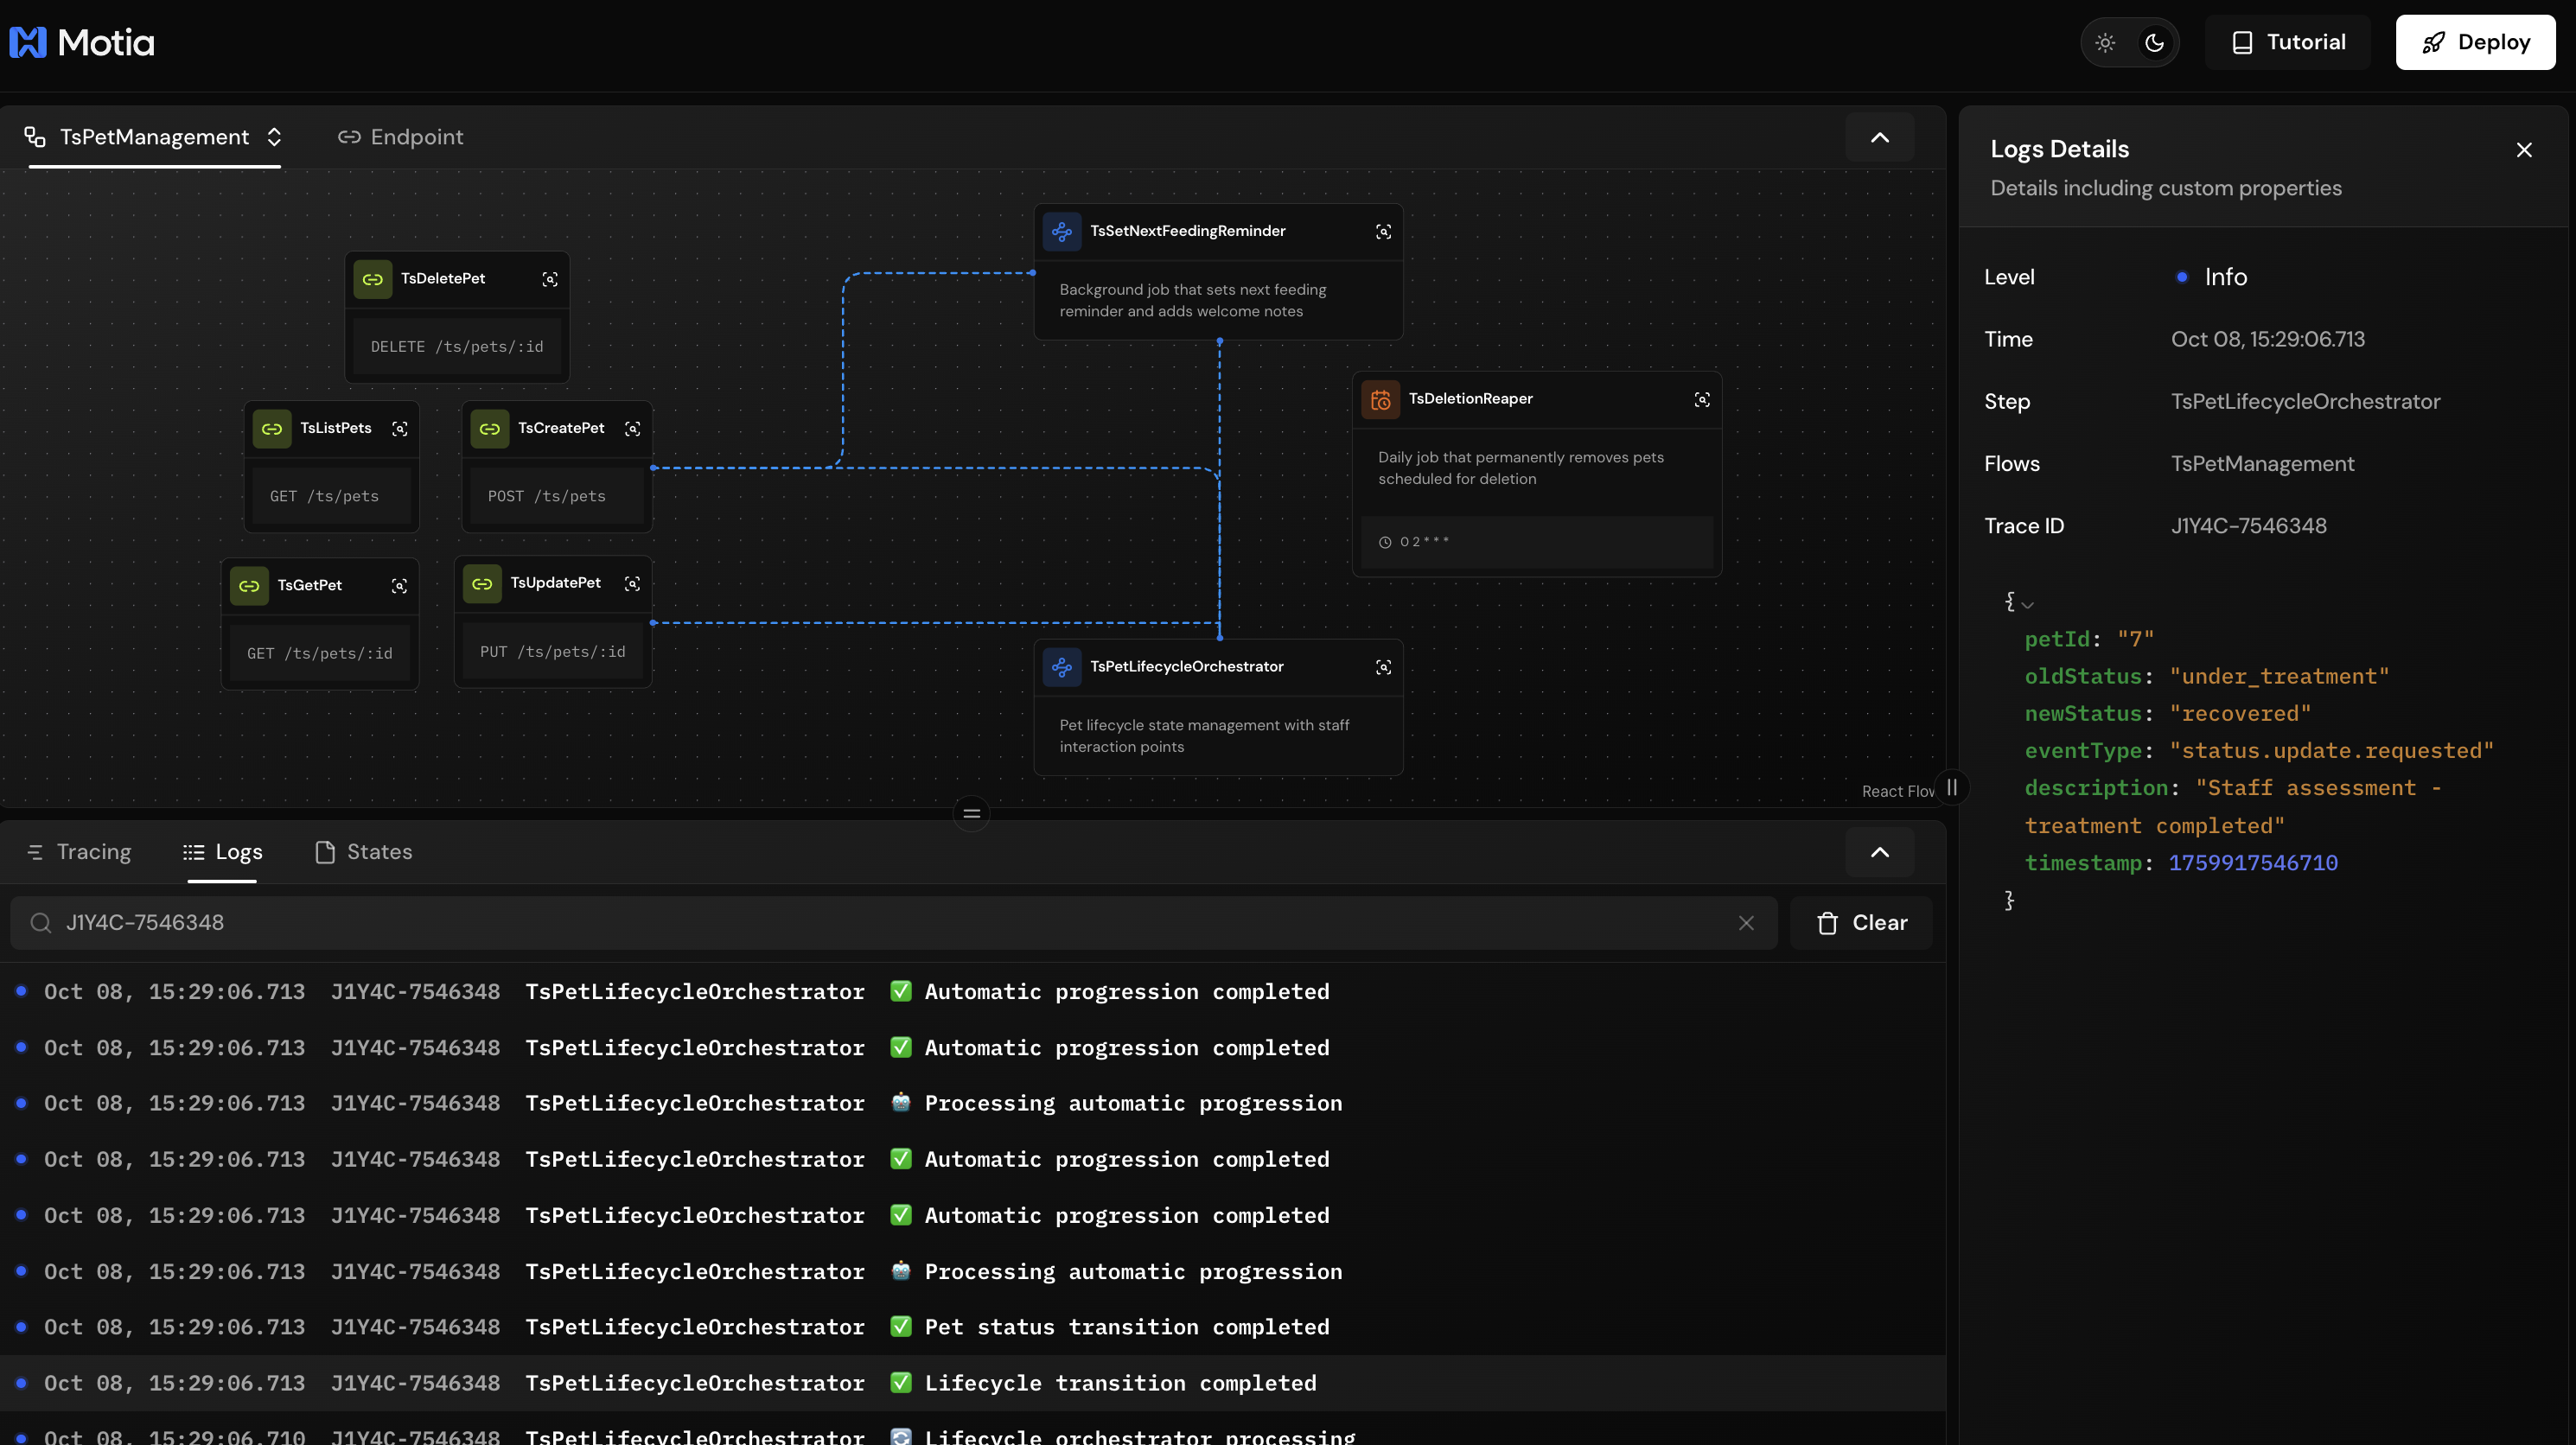 Motia
Tutorial
Deploy
TsPetManagement
Endpoint
TsDeletePet
DELETE /ts/pets/:id
TsListPets
GET /ts/pets
TsCreatePet
POST /ts/pets
TsGetPet
GET /ts/pets/:id
TsUpdatePet
PUT /ts/pets/:id
TsSetNextFeedingReminder
Background job that sets next feeding
reminder and adds welcome notes
TsDeletionReaper
Daily job that permanently removes pets
scheduled for deletion
0 2 * * *
TsPetLifecycleOrchestrator
Pet lifecycle state management with staff
interaction points
React Flow
Tracing
Logs
States
J1Y4C-7546348
Clear
Oct 08, 15:29:06.713 J1Y4C-7546348 TsPetLifecycleOrchestrator ✅ Automatic progression completed
Oct 08, 15:29:06.713 J1Y4C-7546348 TsPetLifecycleOrchestrator ✅ Automatic progression completed
Oct 08, 15:29:06.713 J1Y4C-7546348 TsPetLifecycleOrchestrator 🤖 Processing automatic progression
Oct 08, 15:29:06.713 J1Y4C-7546348 TsPetLifecycleOrchestrator ✅ Automatic progression completed
Oct 08, 15:29:06.713 J1Y4C-7546348 TsPetLifecycleOrchestrator ✅ Automatic progression completed
Oct 08, 15:29:06.713 J1Y4C-7546348 TsPetLifecycleOrchestrator 🤖 Processing automatic progression
Oct 08, 15:29:06.713 J1Y4C-7546348 TsPetLifecycleOrchestrator ✅ Pet status transition completed
Oct 08, 15:29:06.713 J1Y4C-7546348 TsPetLifecycleOrchestrator ✅ Lifecycle transition completed
Oct 08, 15:29:06.710 J1Y4C-7546348 TsPetLifecycleOrchestrator 🔄 Lifecycle orchestrator processing
Logs Details
Details including custom properties
Level Info
Time Oct 08, 15:29:06.713
Step TsPetLifecycleOrchestrator
Flows TsPetManagement
Trace ID J1Y4C-7546348
{
petId: "7"
oldStatus: "under_treatment"
newStatus: "recovered"
eventType: "status.update.requested"
description: "Staff assessment -
treatment completed"
timestamp: 1759917546710
}